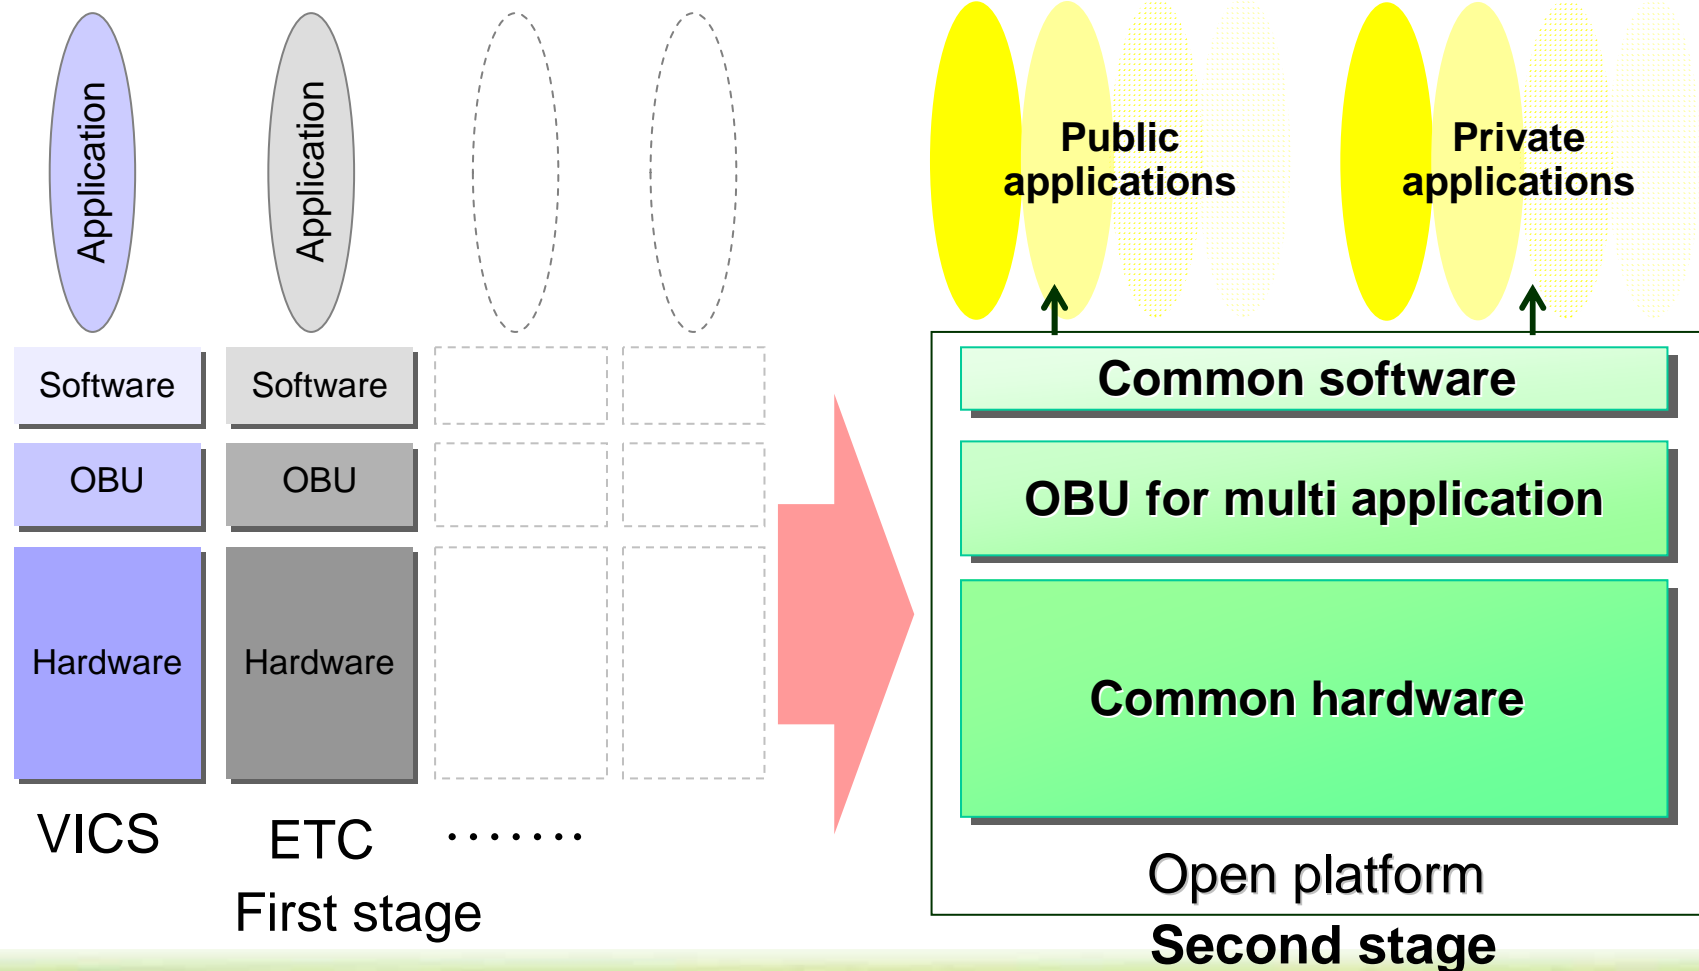 Application
Application
Software
Software
OBU
OBU
Hardware
Hardware
VICS
ETC
.......
First stage
Public
applications
Private
applications
Common software
OBU for multi application
Common hardware
Open platform
Second stage